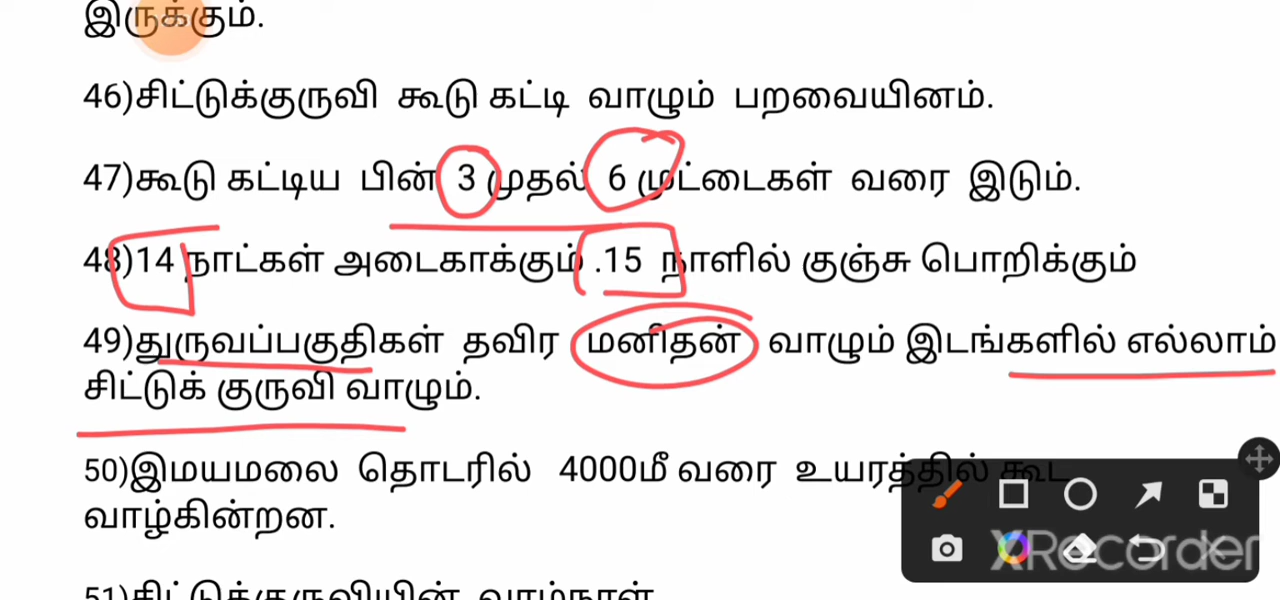 இருக்கும்.
46)சிட்டுக்குருவி கூடு கட்டி வாழும் பறவையினம்.
47)கூடு கட்டிய பின் 3 முதல் 6 முட்டைகள் வரை இடும்.
48)14 நாட்கள் அடைகாக்கும் .15 நாளில் குஞ்சு பொறிக்கும்
49)துருவப்பகுதிகள் தவிர மனிதன் வாழும் இடங்களில் எல்லாம்
சிட்டுக் குருவி வாழும்.
50)இமயமலை தொடரில் 4000மீ வரை உயரத்தில் கூட
வாழ்கின்றன.
XRecorder
51)சிட்டுக்குருவியின் வாழ்நாள்